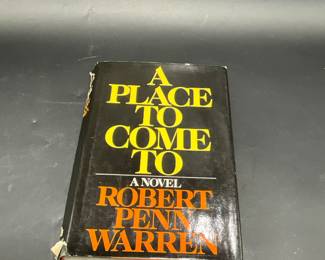 A
PLACE
TO
COME
TO
A NOVEL
ROBERT
PENN
WARREN